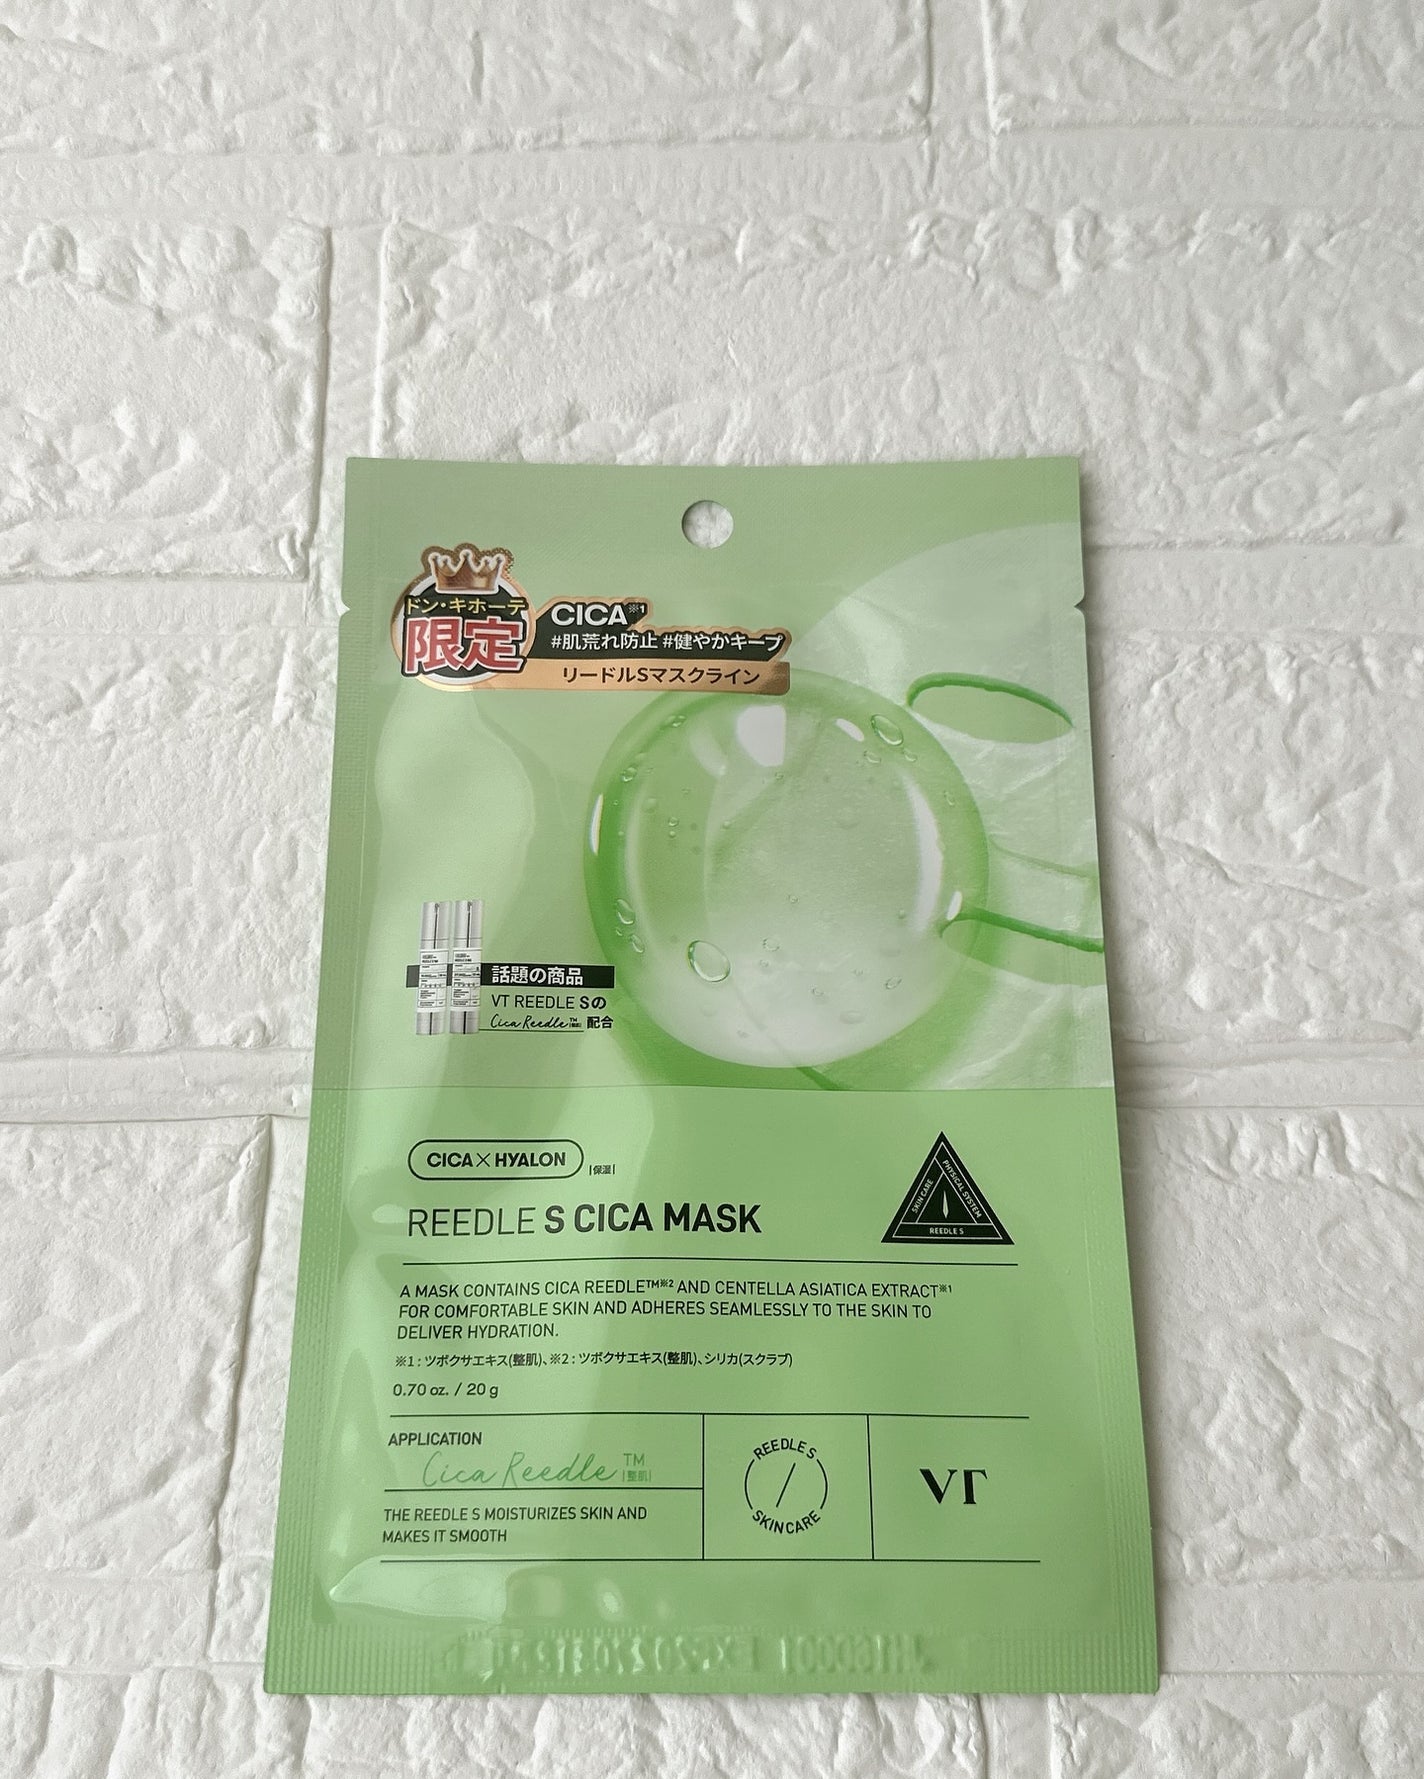 ドン・キホーテ
限定
CICA※1
#肌荒れ防止 #健やかキープ
リードルSマスクライン
話題の商品
VT REEDLE Sの
Cica Reedle™ |整肌| 配合
CICA×HYALON |保湿|
REEDLE S CICA MASK
SKIN CARE
PHYSICAL SYSTEM
REEDLE S
A MASK CONTAINS CICA REEDLE™※2 AND CENTELLA ASIATICA EXTRACT※1
FOR COMFORTABLE SKIN AND ADHERES SEAMLESSLY TO THE SKIN TO
DELIVER HYDRATION.
※1 : ツボクサエキス(整肌)、※2 : ツボクサエキス(整肌)、シリカ(スクラブ)
0.70 oz. / 20 g
APPLICATION
Cica Reedle™ |整肌|
THE REEDLE S MOISTURIZES SKIN AND
MAKES IT SMOOTH
REEDLE S
SKINCARE
VT